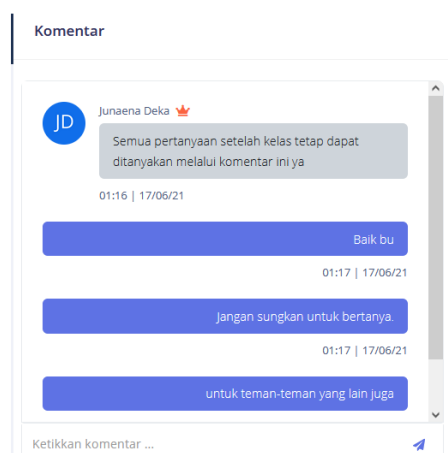 Komentar
JD
Junaena Deka
Semua pertanyaan setelah kelas tetap dapat
ditanyakan melalui komentar ini ya
01:16 | 17/06/21
Baik bu
01:17 | 17/06/21
Jangan sungkan untuk bertanya.
01:17 | 17/06/21
untuk teman-teman yang lain juga
Ketikkan komentar ...